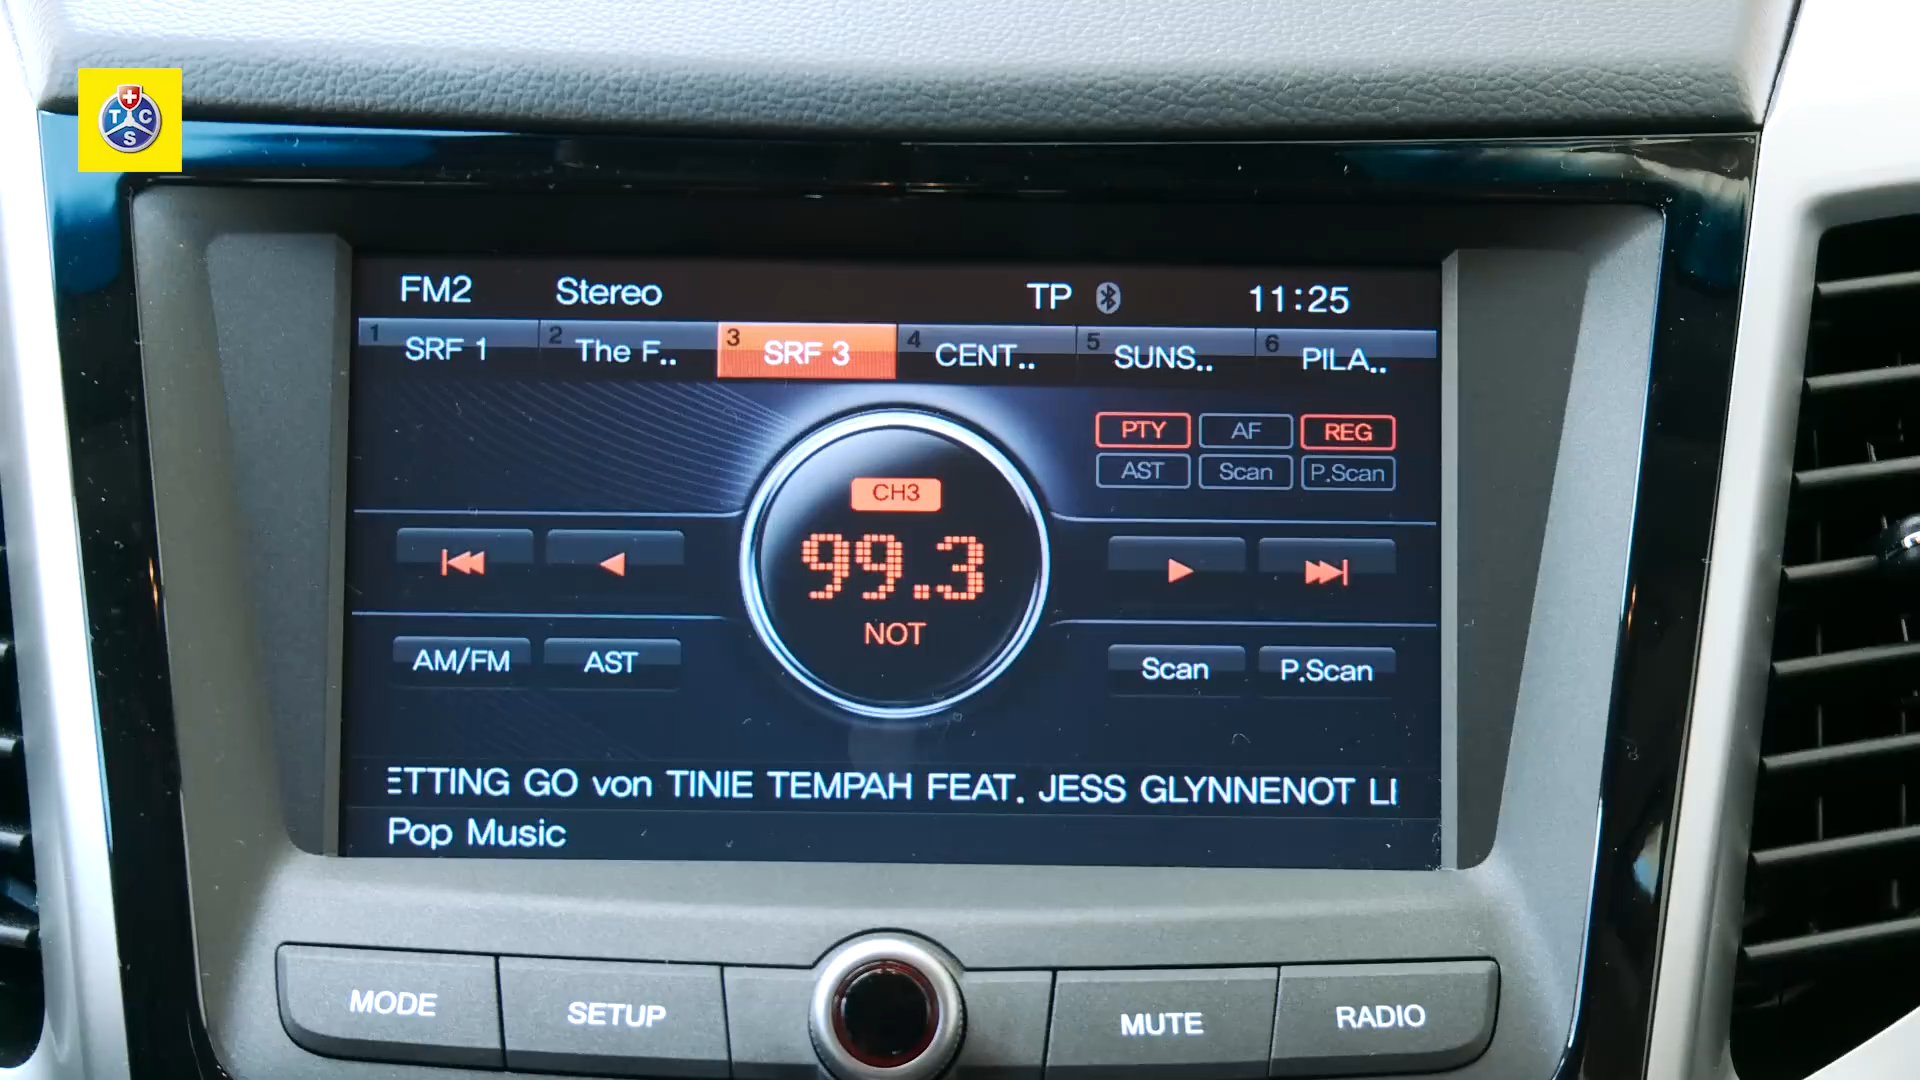 T C S
FM2 Stereo TP 11:25
1 SRF 1 2 The F.. 3 SRF 3 4 CENT.. 5 SUNS.. 6 PILA..
PTY AF REG
AST Scan P.Scan
CH3
99.3
NOT
AM/FM AST Scan P.Scan
ETTING GO von TINIE TEMPAH FEAT. JESS GLYNNENOT LE
Pop Music
MODE SETUP MUTE RADIO